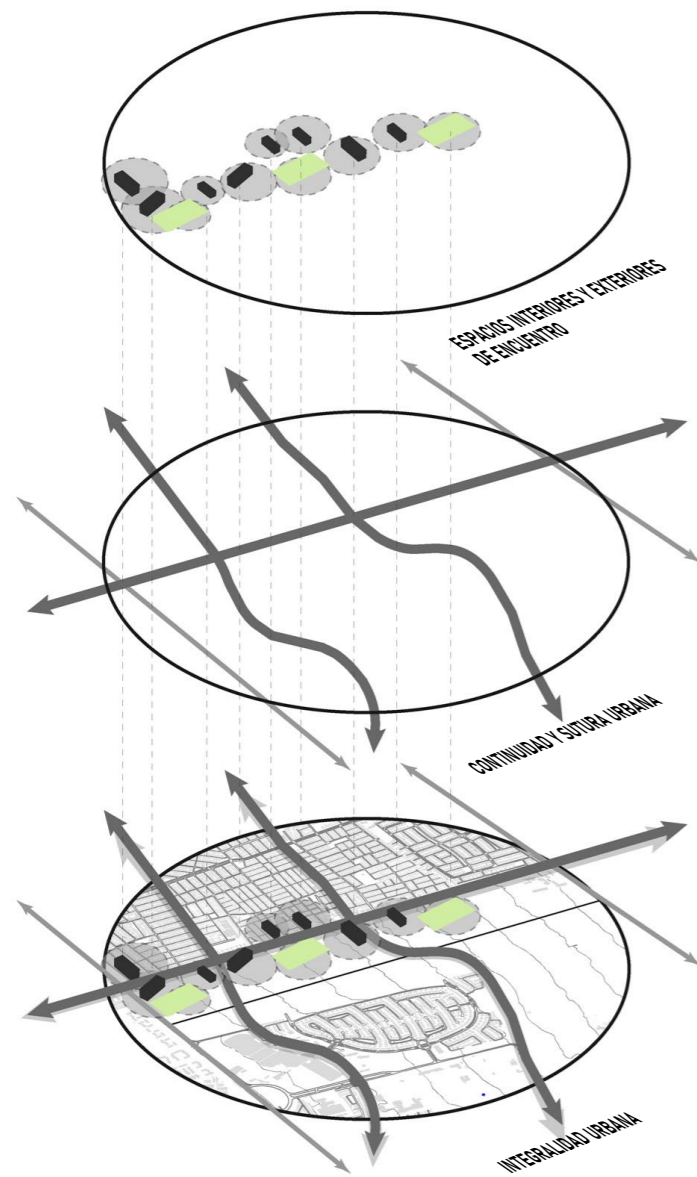 ESPACIOS INTERIORES Y EXTERIORES
DE ENCUENTRO
CONTINUIDAD Y SUTURA URBANA
INTEGRALIDAD URBANA